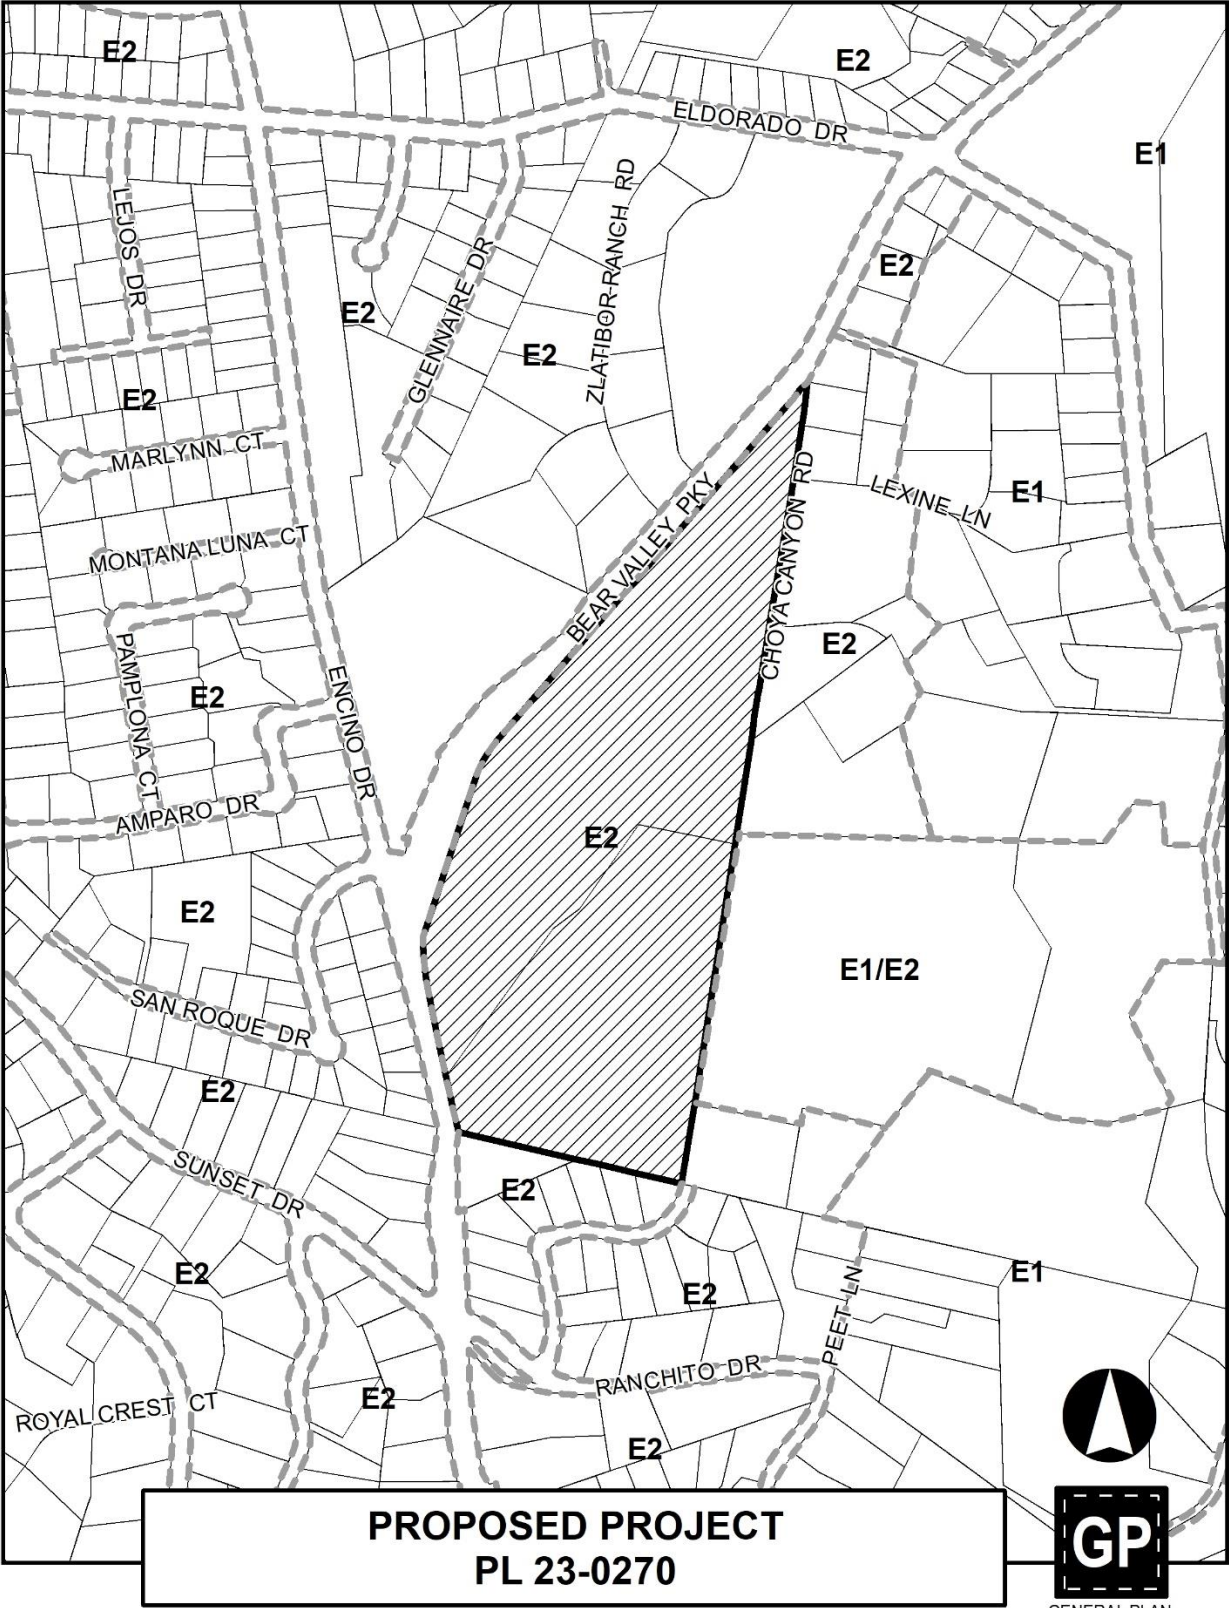 E2
E2
ELDORADO DR
E1
LEJOS DR
ZLATIBOR RANCH RD
GLENNAIRE DR
E2
E2
E2
E2
MARLYNN CT
LEXINE LN
E1
BEAR VALLEY PKY
CHOYA CANYON RD
MONTANA LUNA CT
PAMPLONA CT
E2
E2
ENCINO DR
AMPARO DR
E2
E2
E1/E2
SAN ROQUE DR
E2
SUNSET DR
E2
E2
E1
E2
PEET LN
RANCHITO DR
ROYAL CREST CT
E2
E2
PROPOSED PROJECT
PL 23-0270
GP
GENERAL PLAN